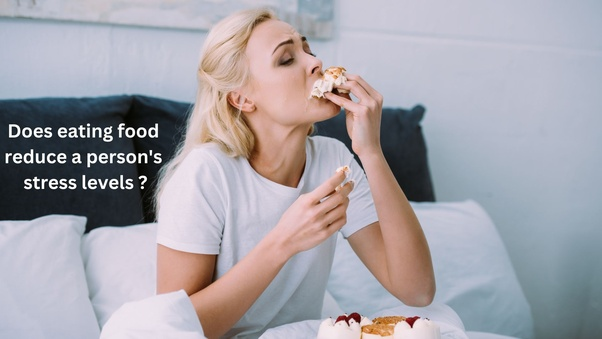 Does eating food
reduce a person's
stress levels ?